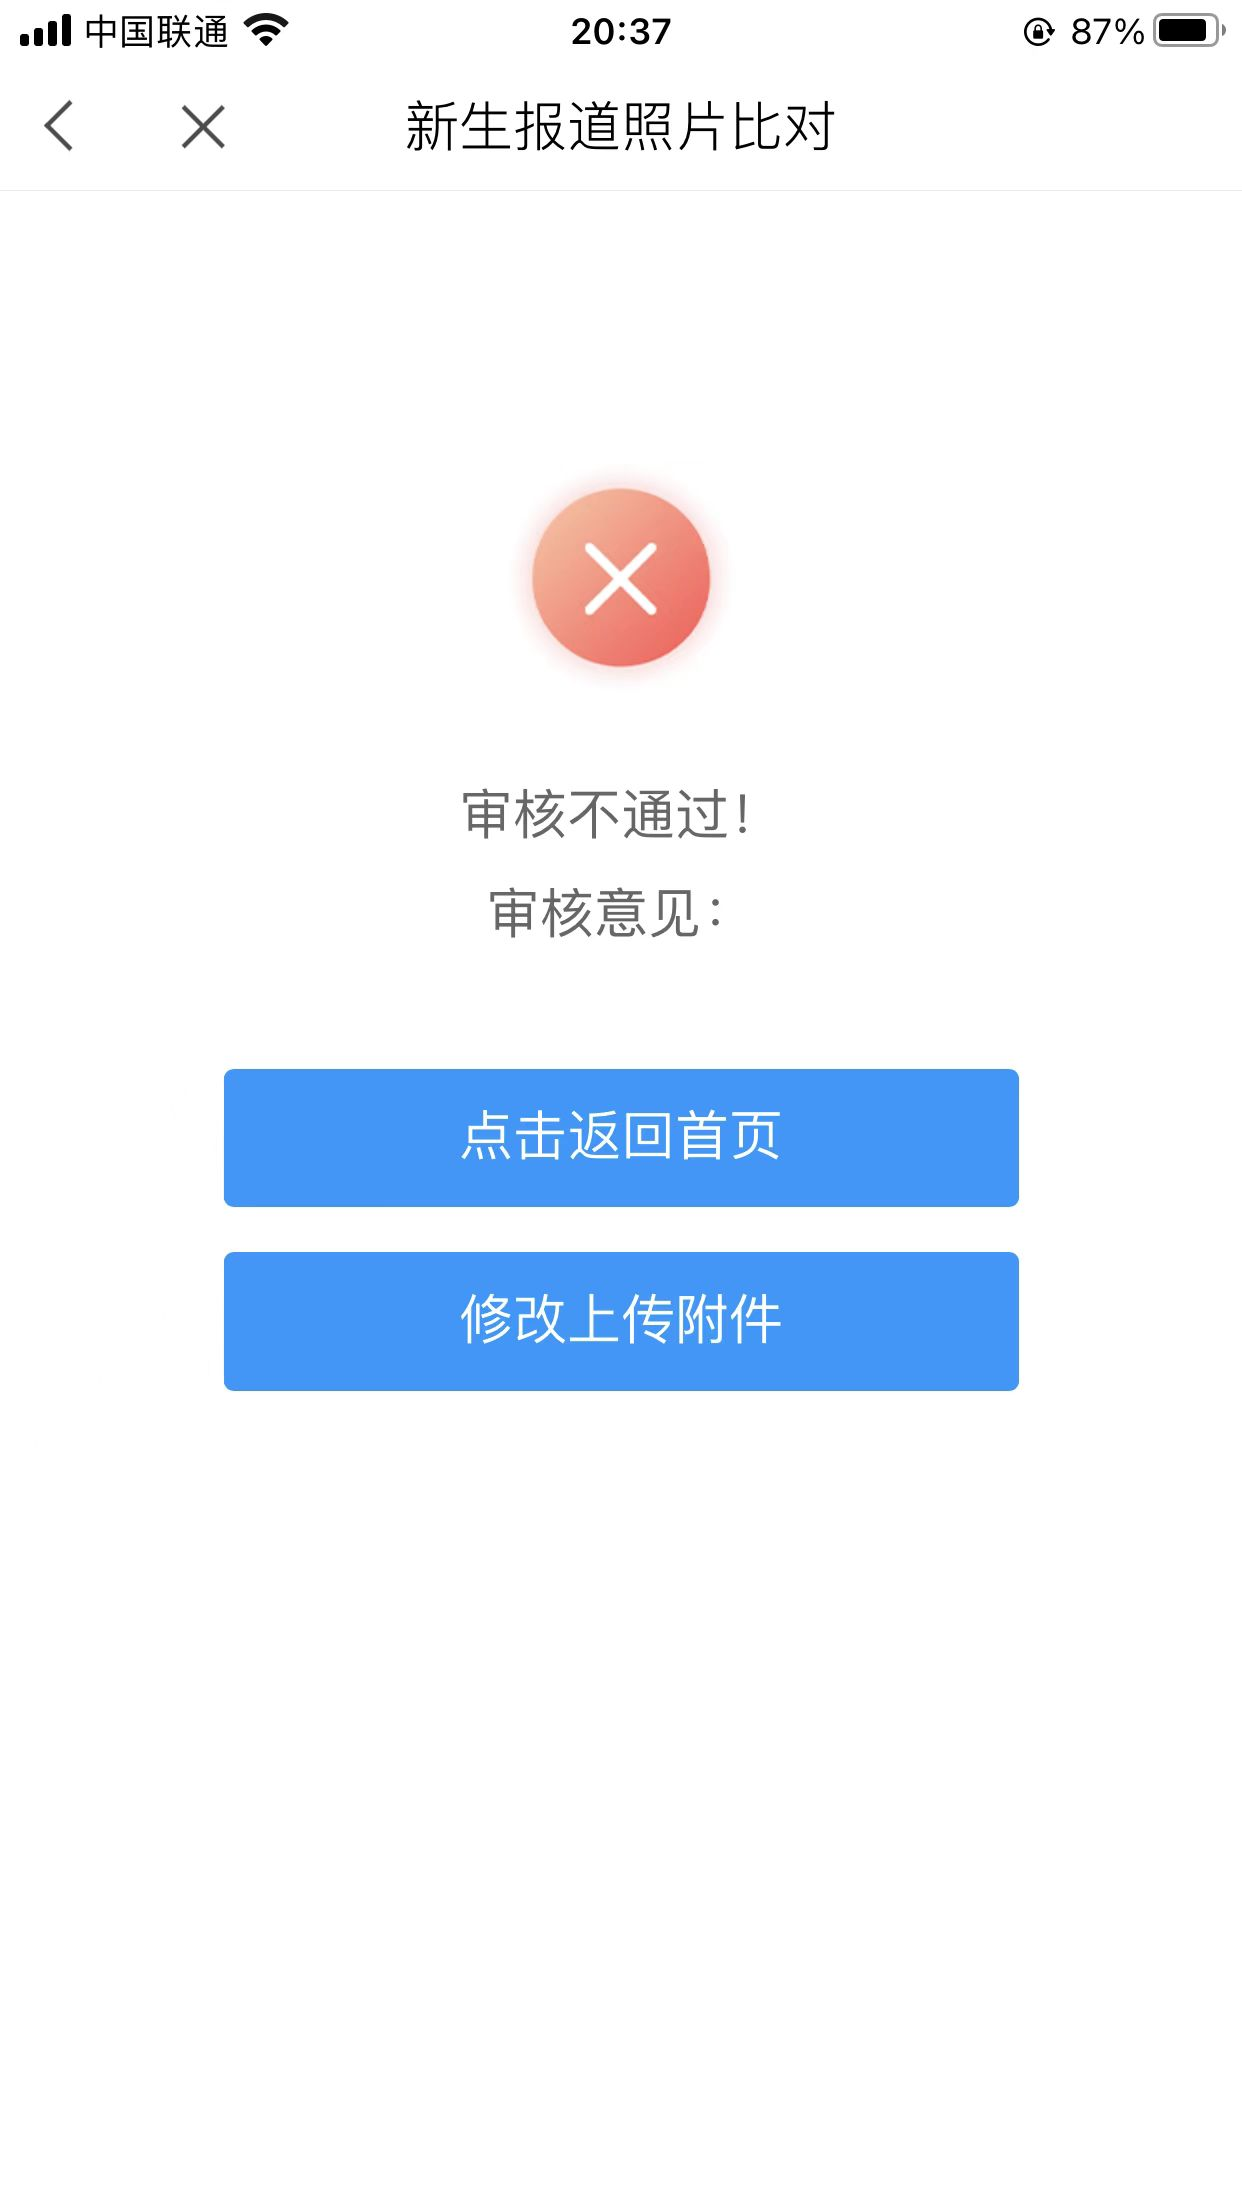 中国联通 20:37 87%
新生报道照片比对
审核不通过！
审核意见：
点击返回首页
修改上传附件